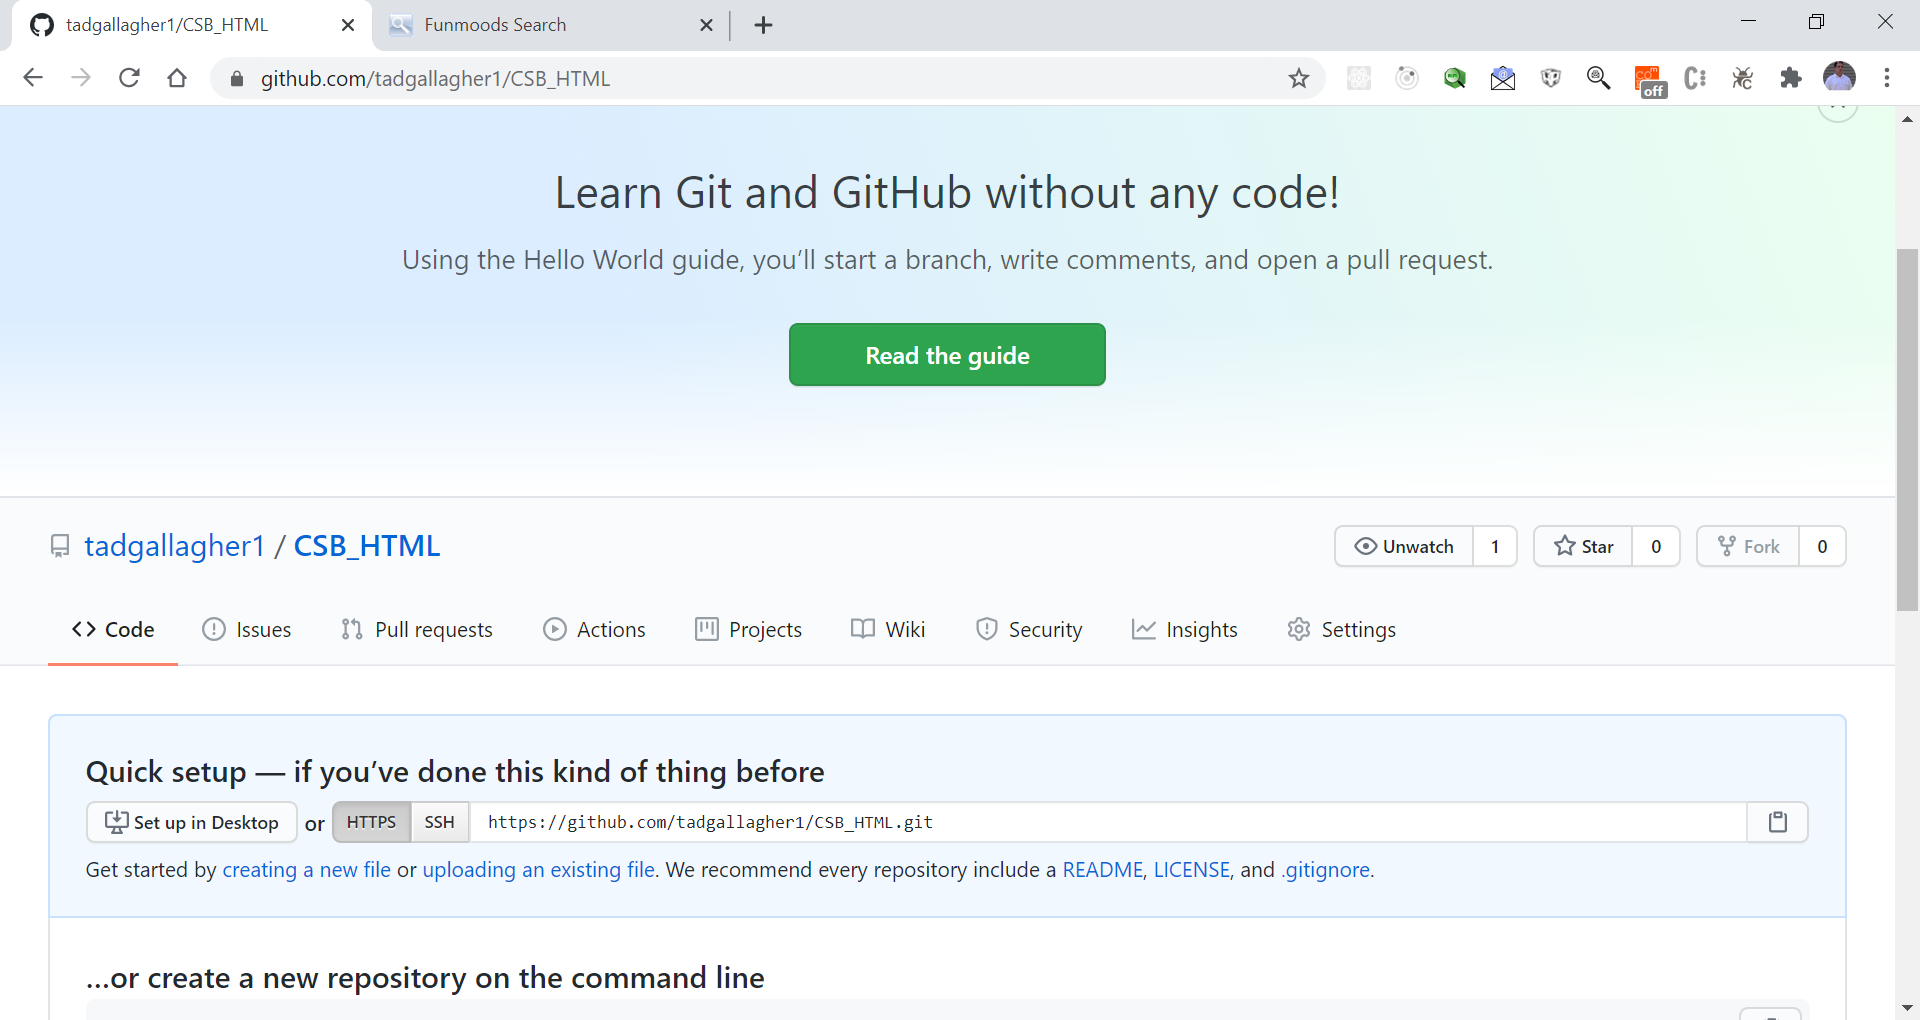 tadgallagher1/CSB_HTML
Funmoods Search
github.com/tadgallagher1/CSB_HTML
off
Learn Git and GitHub without any code!
Using the Hello World guide, you’ll start a branch, write comments, and open a pull request.
Read the guide
tadgallagher1 / CSB_HTML
Unwatch 1 Star 0 Fork 0
Code Issues Pull requests Actions Projects Wiki Security Insights Settings
Quick setup — if you’ve done this kind of thing before
Set up in Desktop or HTTPS SSH https://github.com/tadgallagher1/CSB_HTML.git
Get started by creating a new file or uploading an existing file. We recommend every repository include a README, LICENSE, and .gitignore.
…or create a new repository on the command line